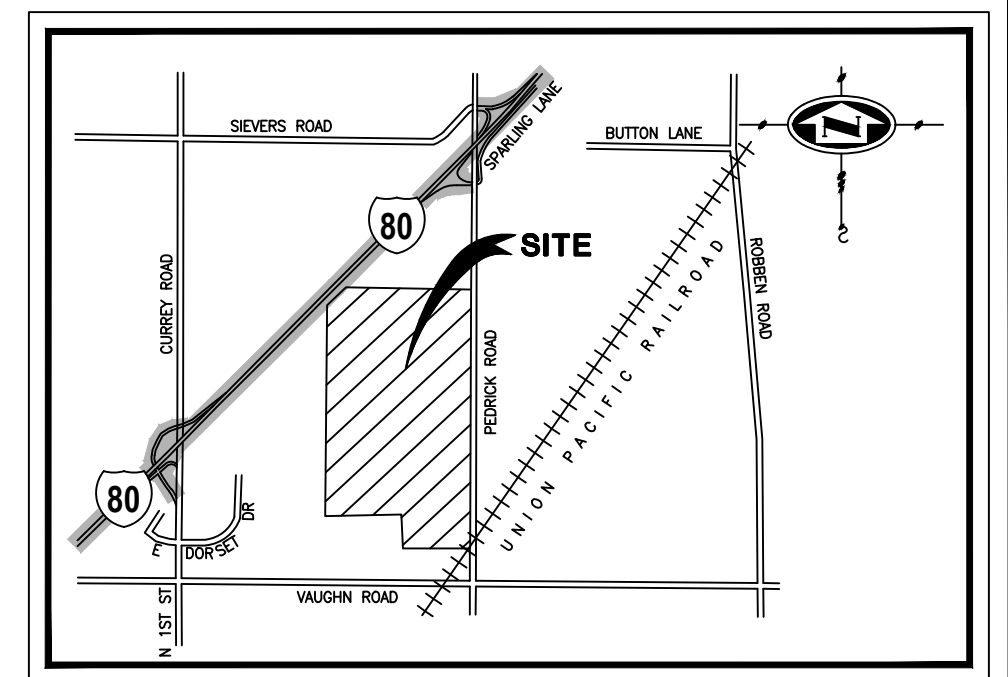 SIEVERS ROAD
SPARLING LANE
BUTTON LANE
N
S
80
SITE
CURREY ROAD
PEDRICK ROAD
UNION PACIFIC RAILROAD
ROBBEN ROAD
80
E DORSET DR
VAUGHN ROAD
N 1ST ST